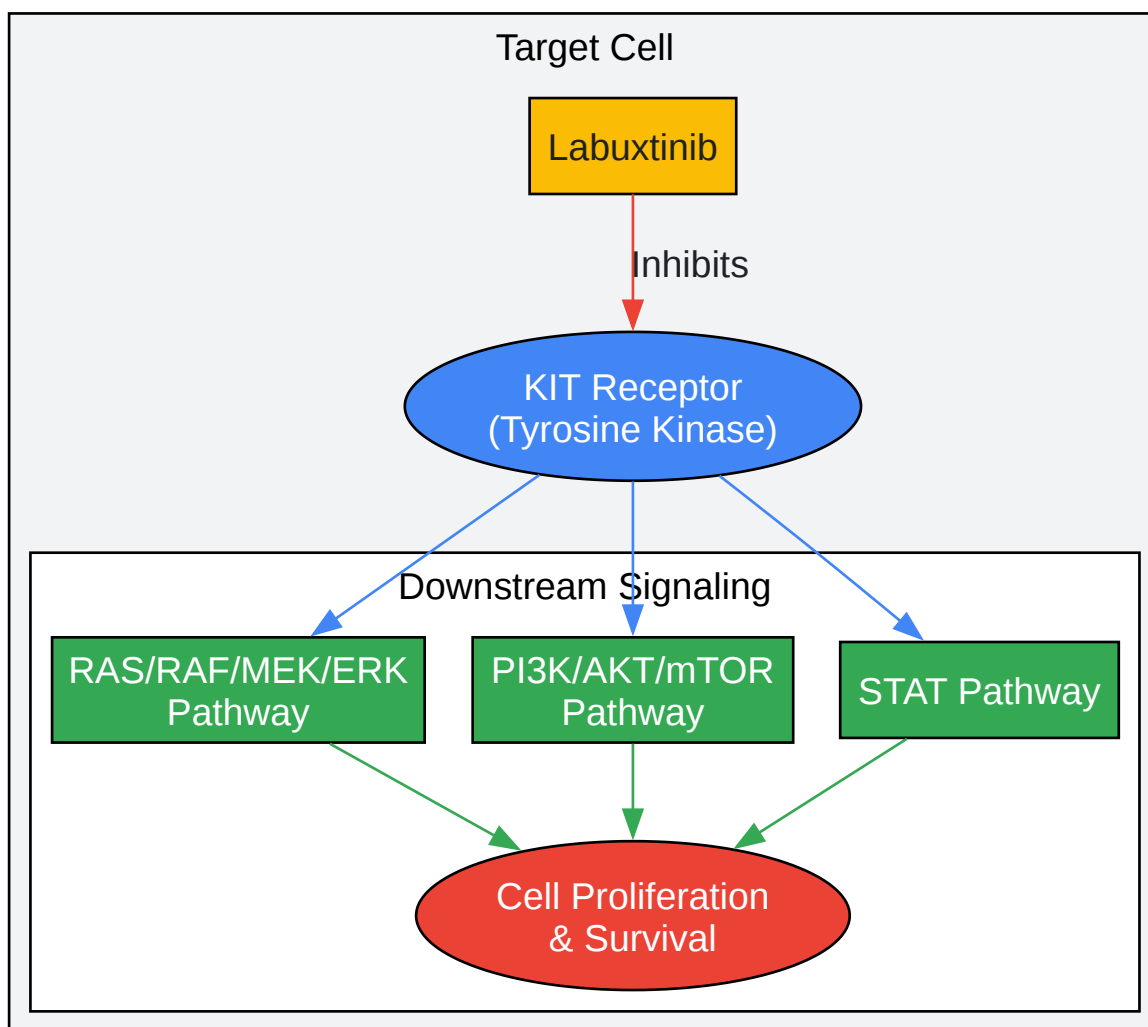 Target Cell
Labuxtinib
Inhibits
KIT Receptor
(Tyrosine Kinase)
Downstream Signaling
RAS/RAF/MEK/ERK
Pathway
PI3K/AKT/mTOR
Pathway
STAT Pathway
Cell Proliferation
& Survival